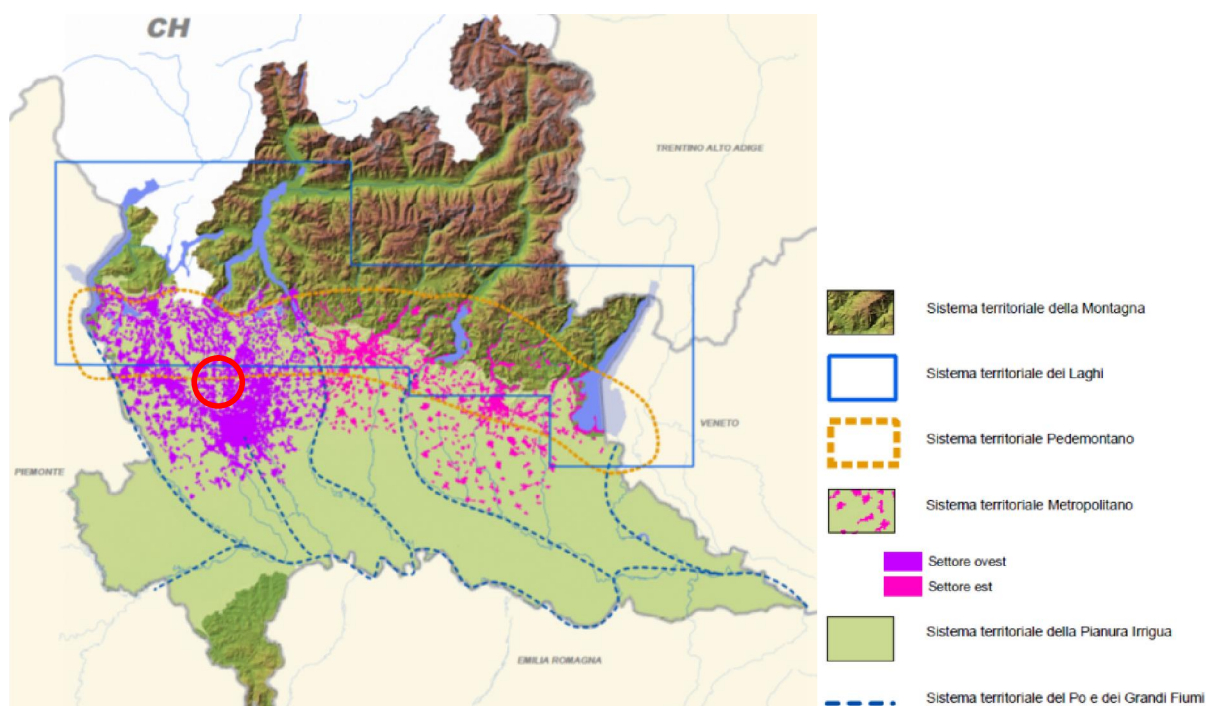 CH
TRENTINO ALTO ADIGE
VENETO
PIEMONTE
EMILIA ROMAGNA
Sistema territoriale della Montagna
Sistema territoriale dei Laghi
Sistema territoriale Pedemontano
Sistema territoriale Metropolitano
Settore ovest
Settore est
Sistema territoriale della Pianura Irrigua
Sistema territoriale del Po e dei Grandi Fiumi